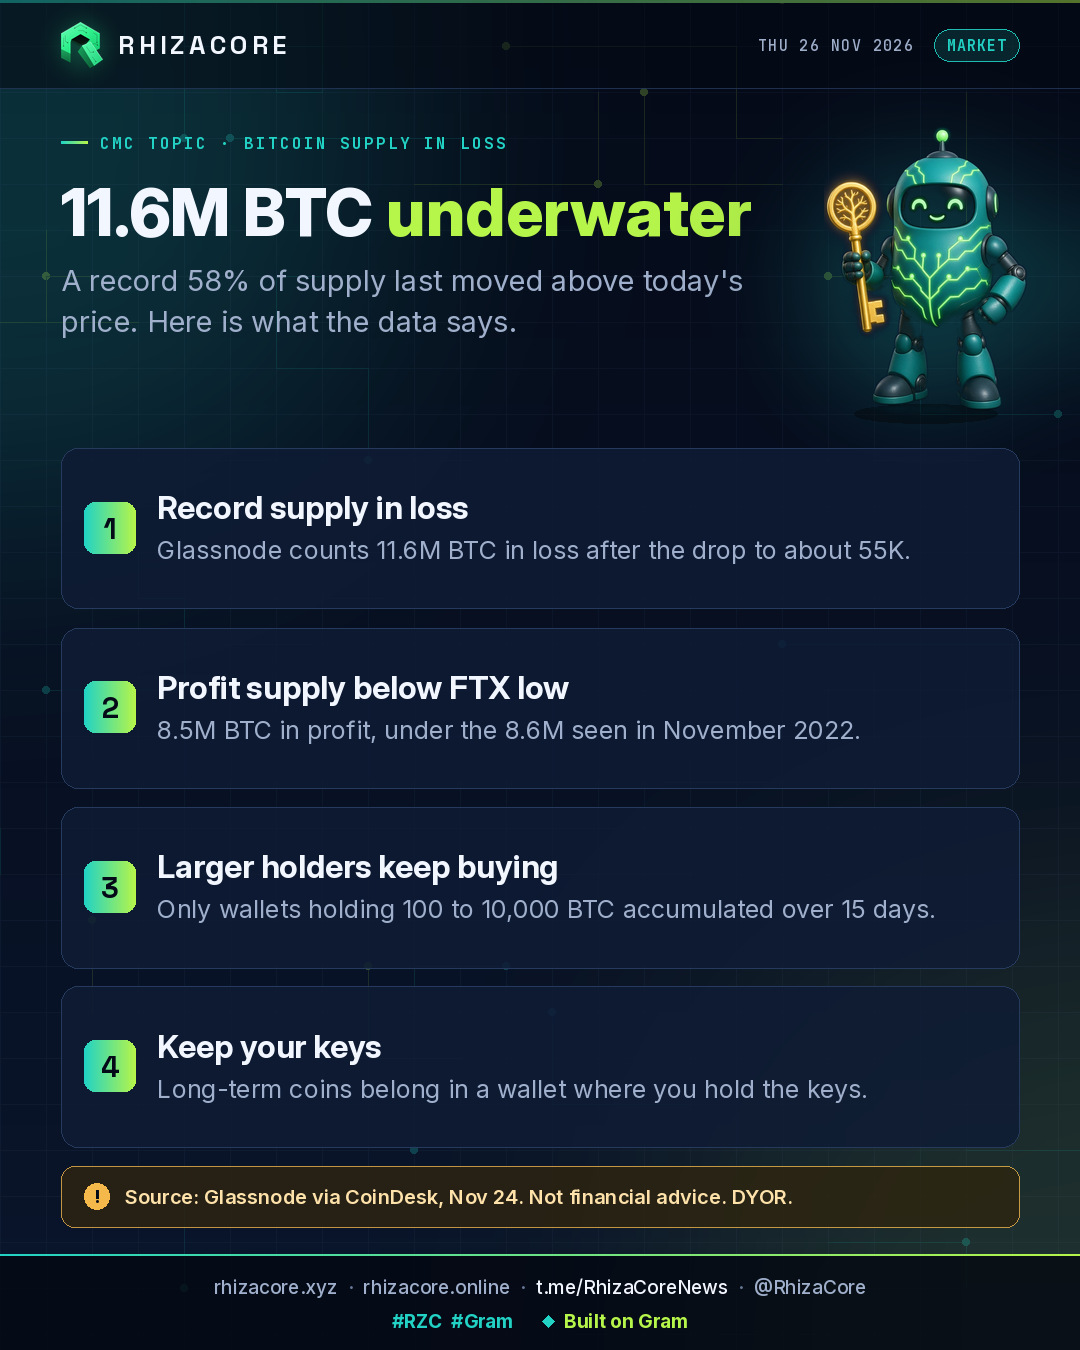 RHIZACORE
THU 26 NOV 2026
MARKET
CMC TOPIC · BITCOIN SUPPLY IN LOSS
11.6M BTC underwater
A record 58% of supply last moved above today's
price. Here is what the data says.
1
Record supply in loss
Glassnode counts 11.6M BTC in loss after the drop to about 55K.
2
Profit supply below FTX low
8.5M BTC in profit, under the 8.6M seen in November 2022.
3
Larger holders keep buying
Only wallets holding 100 to 10,000 BTC accumulated over 15 days.
4
Keep your keys
Long-term coins belong in a wallet where you hold the keys.
! Source: Glassnode via CoinDesk, Nov 24. Not financial advice. DYOR.
rhizacore.xyz · rhizacore.online · t.me/RhizaCoreNews · @RhizaCore
#RZC #Gram ◆ Built on Gram